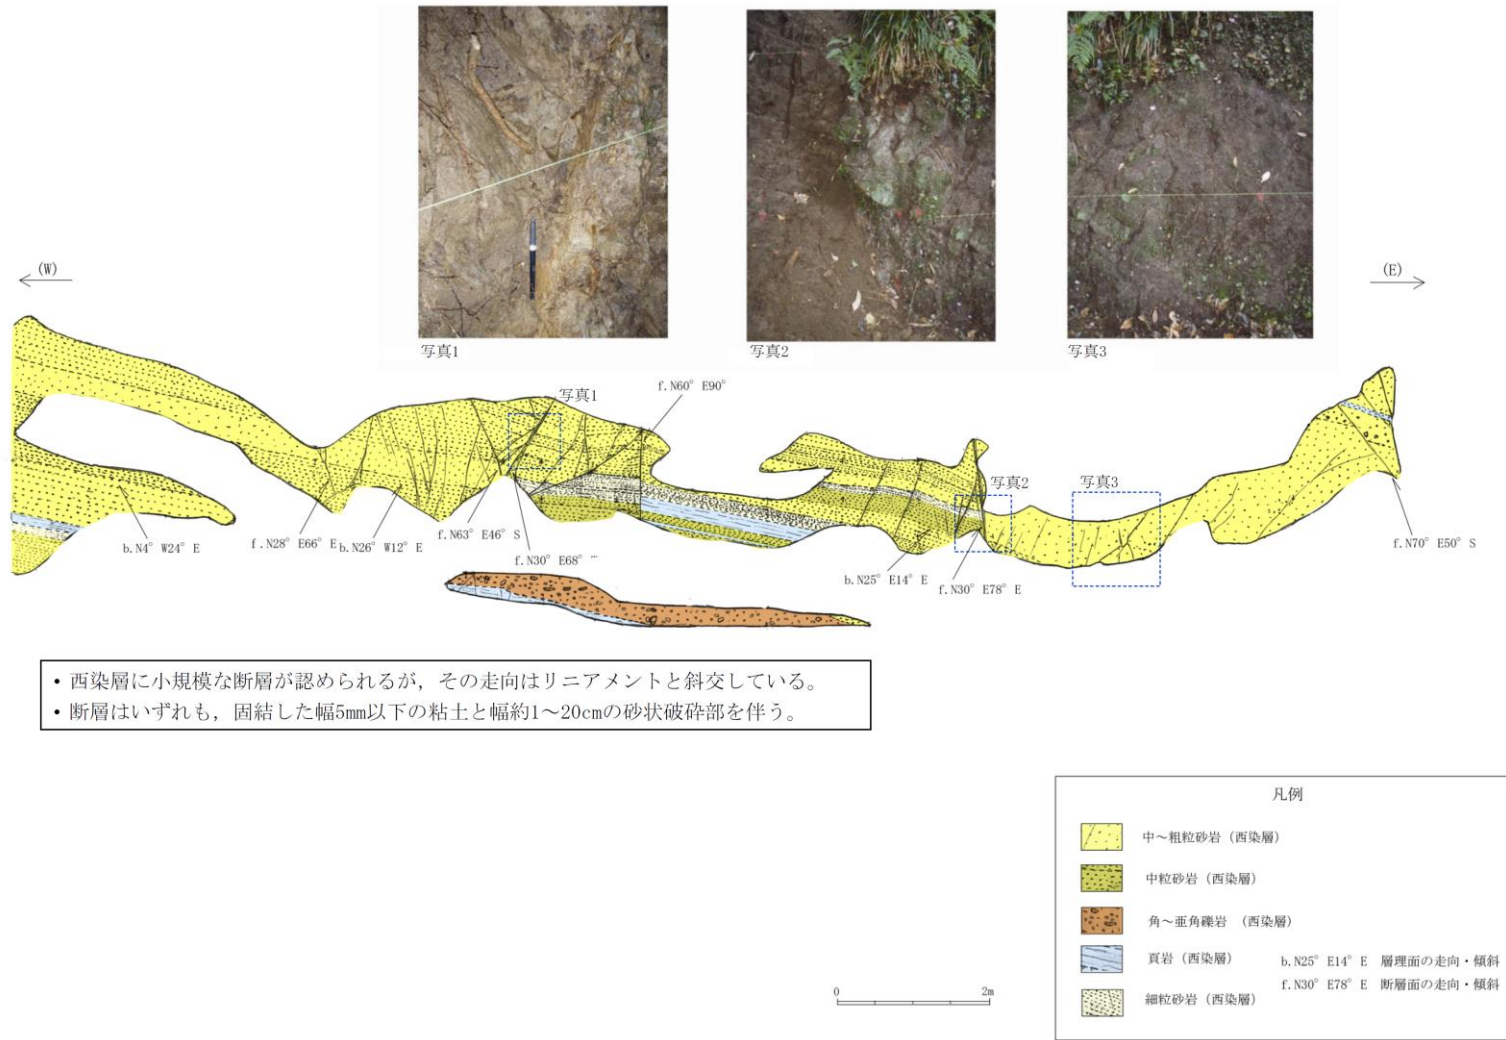 (W)
(E)
写真1
写真2
写真3
写真1
f.N60° E90°
写真2
写真3
b.N4° W24° E
f.N28° E66° E
b.N26° W12° E
f.N63° E46° S
f.N30° E68°
b.N25° E14° E
f.N30° E78° E
f.N70° E50° S
・西染層に小規模な断層が認められるが，その走向はリニアメントと斜交している。
・断層はいずれも，固結した幅5mm以下の粘土と幅約1～20cmの砂状破砕部を伴う。
凡例
中～粗粒砂岩（西染層）
中粒砂岩（西染層）
角～亜角礫岩　（西染層）
頁岩（西染層）
細粒砂岩（西染層）
b.N25° E14° E　層理面の走向・傾斜
f.N30° E78° E　断層面の走向・傾斜
0　2m